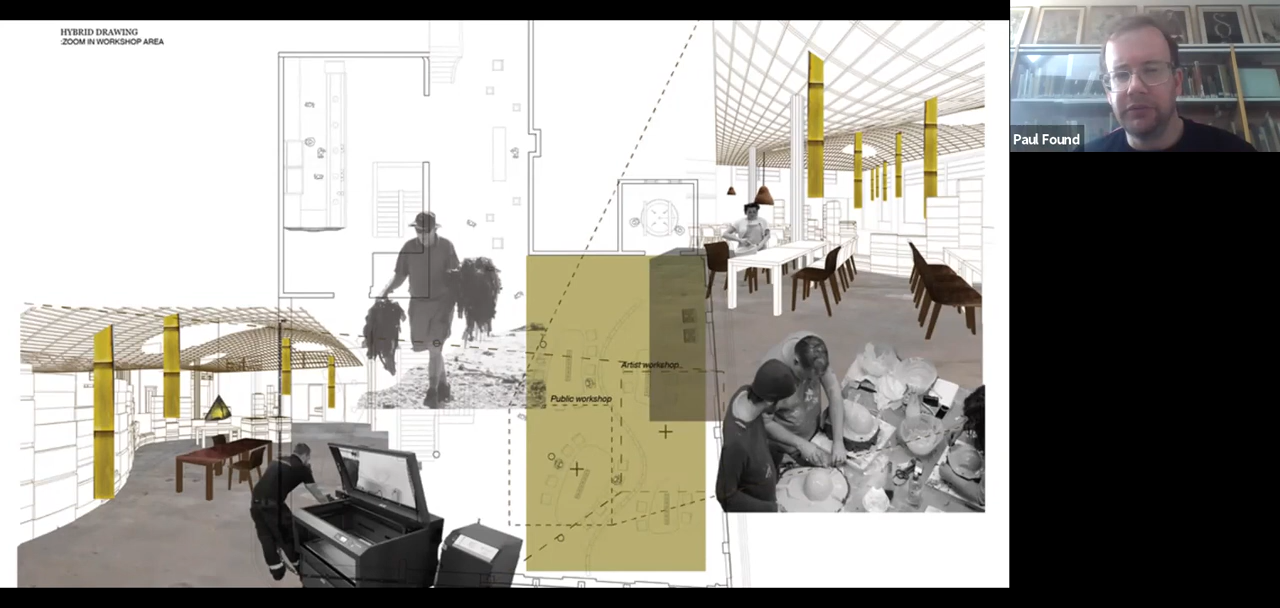 HYBRID DRAWING
:ZOOM IN WORKSHOP AREA
Paul Found
Artist workshop..
Public workshop